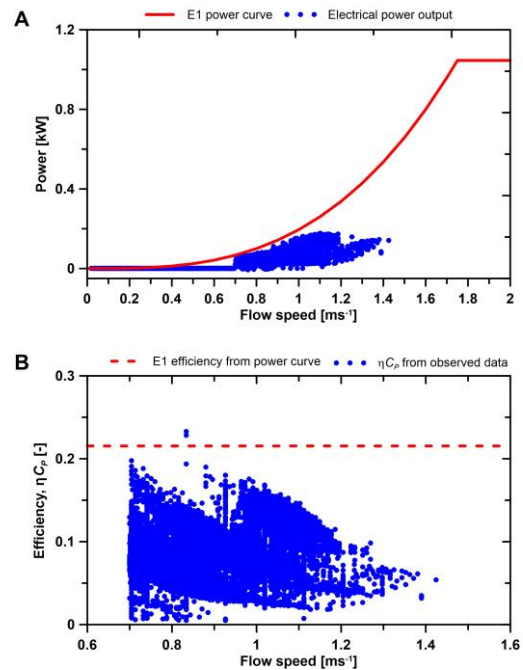 A
E1 power curve Electrical power output
1.2
0.8
0.4
0
Power [kW]
0 0.2 0.4 0.6 0.8 1 1.2 1.4 1.6 1.8 2
Flow speed [ms⁻¹]
B
E1 efficiency from power curve ηCₚ from observed data
0.3
0.2
0.1
0
Efficiency, ηCₚ [-]
0.6 0.8 1 1.2 1.4 1.6
Flow speed [ms⁻¹]